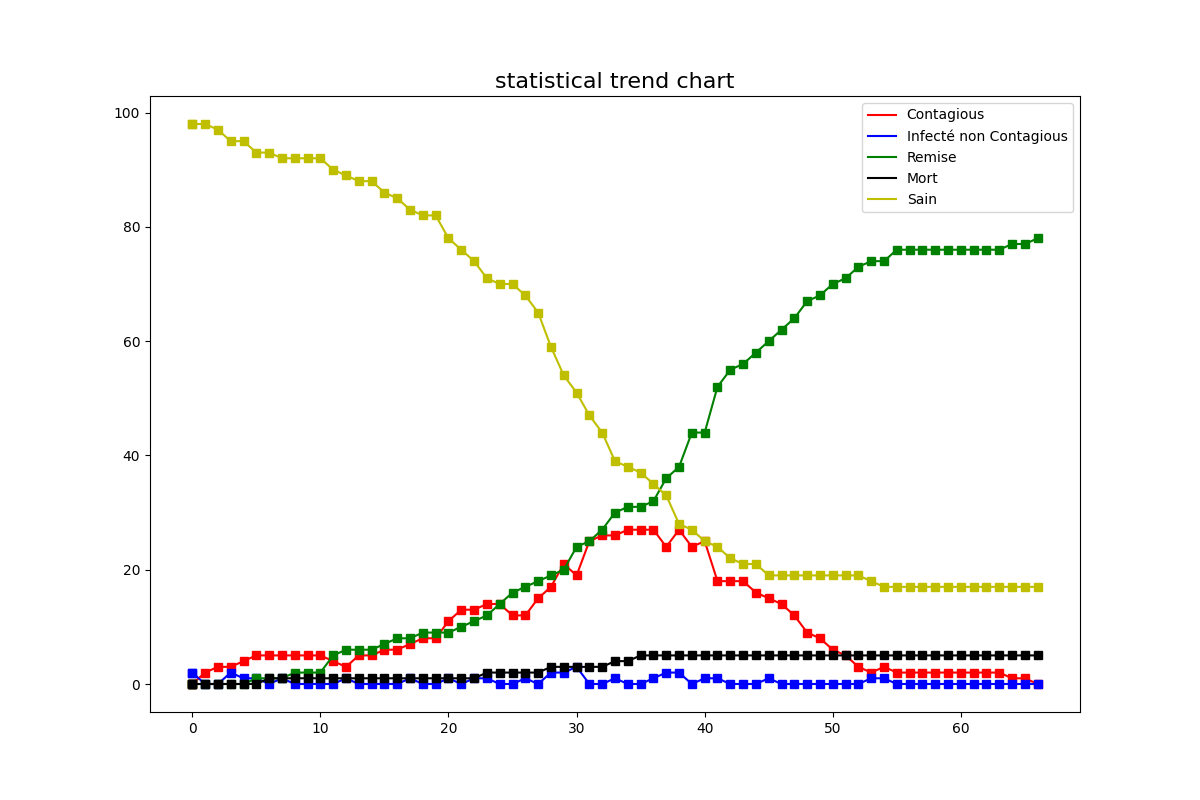 statistical trend chart
100
80
60
40
20
0
0 10 20 30 40 50 60
Contagious
Infecté non Contagious
Remise
Mort
Sain